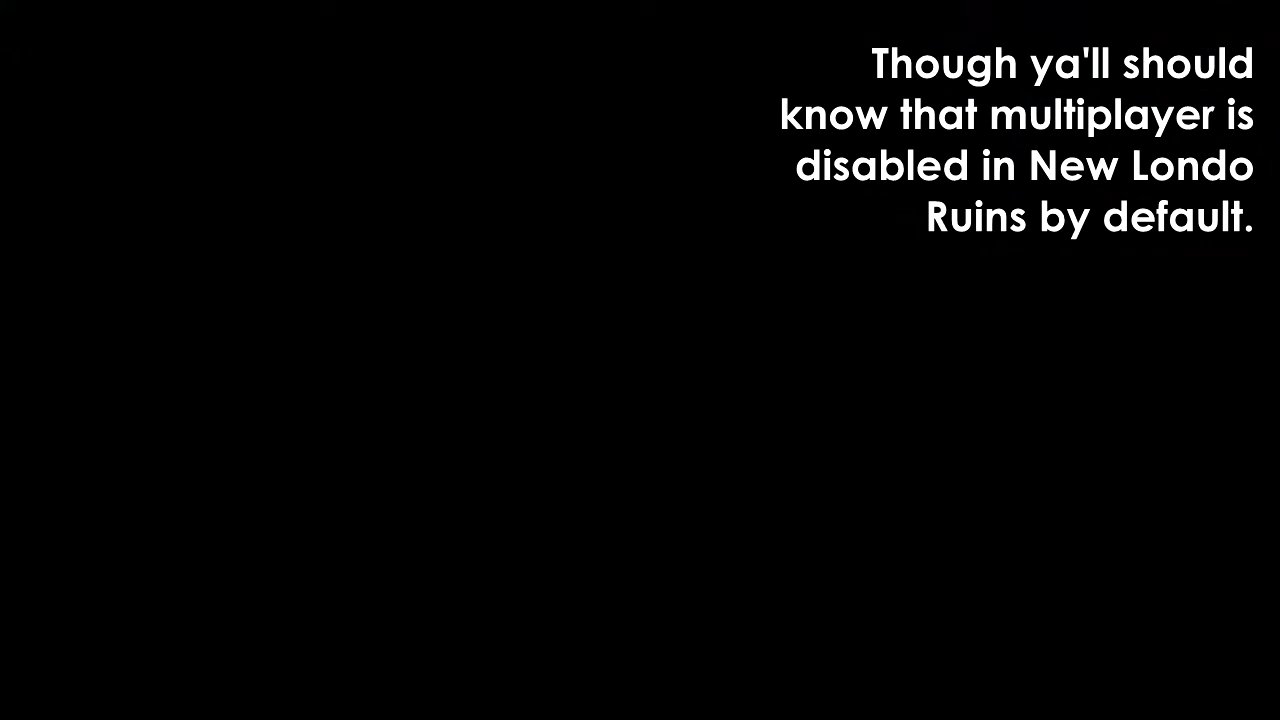 Though ya'll should
know that multiplayer is
disabled in New Londo
Ruins by default.